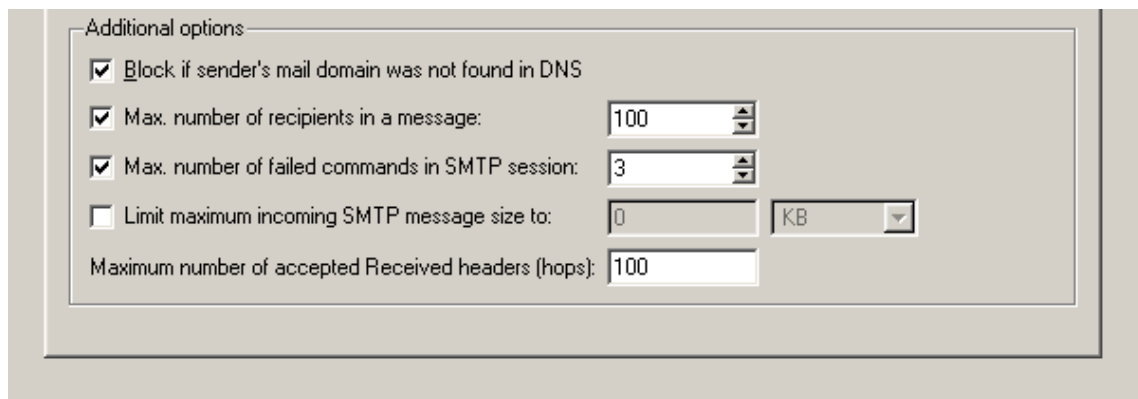 Additional options
Block if sender's mail domain was not found in DNS
Max. number of recipients in a message: 100
Max. number of failed commands in SMTP session: 3
Limit maximum incoming SMTP message size to: 0 KB
Maximum number of accepted Received headers (hops): 100